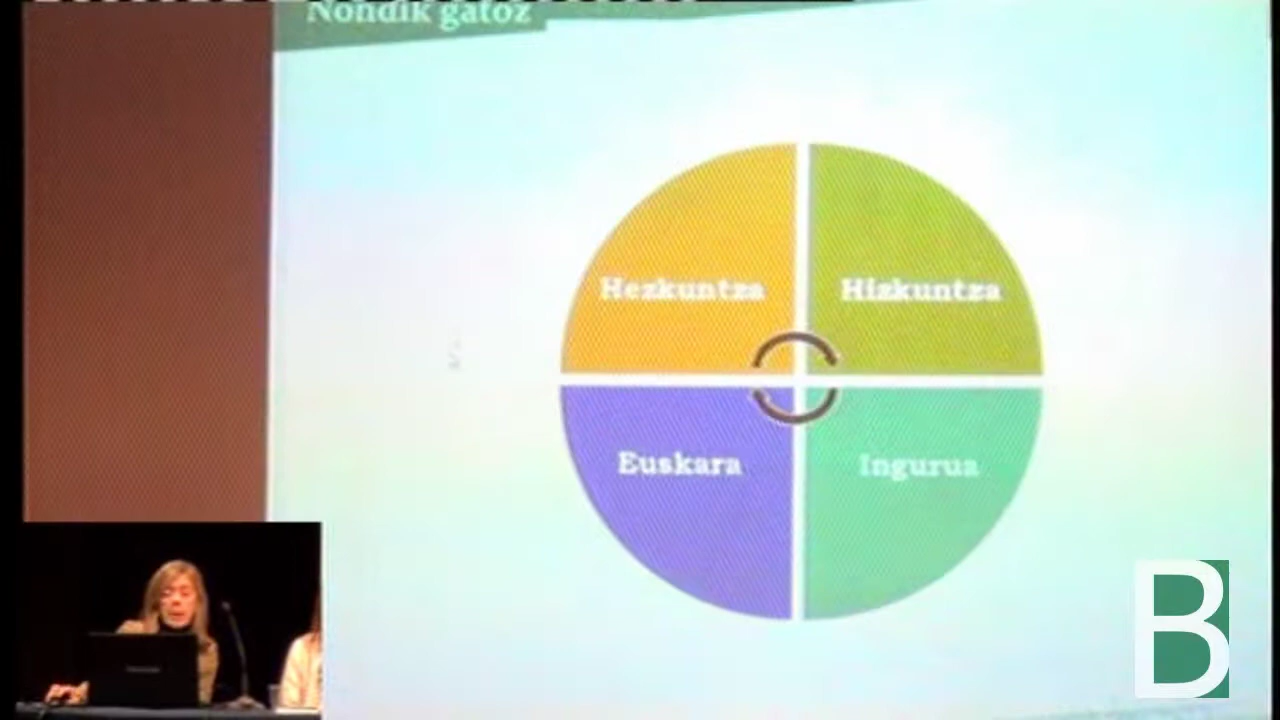 Nondik gatoz
Hezkuntza
Hizkuntza
Euskara
Ingurua
B